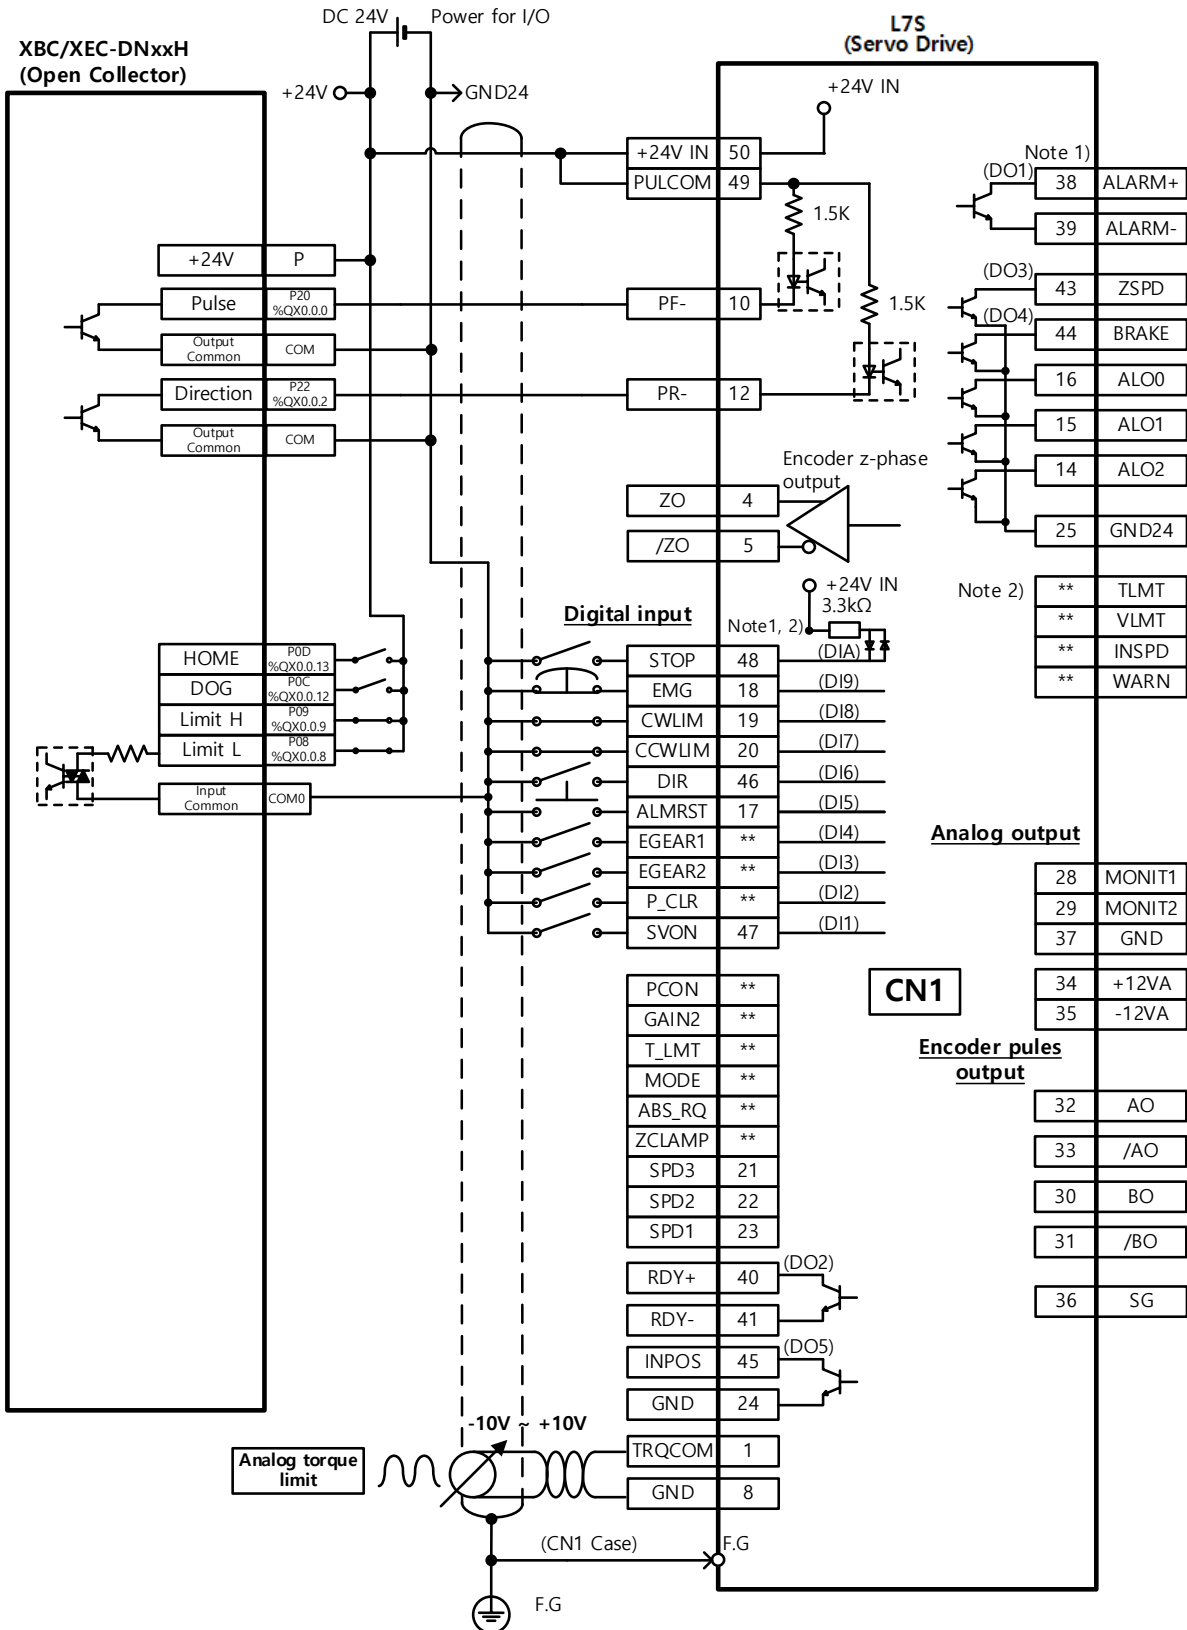 DC 24V
Power for I/O
L7S
(Servo Drive)
XBC/XEC-DNxxH
(Open Collector)
+24V
GND24
+24V IN
+24V IN 50
PULCOM 49
1.5K
1.5K
Note 1)
(DO1) 38 ALARM+
39 ALARM-
(DO3) 43 ZSPD
(DO4) 44 BRAKE
16 ALO0
15 ALO1
14 ALO2
25 GND24
+24V P
Pulse P20 %QX0.0.0
Output Common COM
Direction P22 %QX0.0.2
Output Common COM
PF- 10
PR- 12
Encoder z-phase
output
ZO 4
/ZO 5
+24V IN
3.3kΩ
Note 2) ** TLMT
** VLMT
** INSPD
** WARN
Digital input
Note1, 2)
HOME P0D %QX0.0.13
DOG P0C %QX0.0.12
Limit H P09 %QX0.0.9
Limit L P08 %QX0.0.8
Input Common COM0
STOP 48 (DIA)
EMG 18 (DI9)
CWLIM 19 (DI8)
CCWLIM 20 (DI7)
DIR 46 (DI6)
ALMRST 17 (DI5)
EGEAR1 ** (DI4)
EGEAR2 ** (DI3)
P_CLR ** (DI2)
SVON 47 (DI1)
Analog output
28 MONIT1
29 MONIT2
37 GND
34 +12VA
35 -12VA
CN1
Encoder pules
output
32 AO
33 /AO
30 BO
31 /BO
36 SG
PCON **
GAIN2 **
T_LMT **
MODE **
ABS_RQ **
ZCLAMP **
SPD3 21
SPD2 22
SPD1 23
RDY+ 40 (DO2)
RDY- 41
INPOS 45 (DO5)
GND 24
-10V ~ +10V
Analog torque
limit
TRQCOM 1
GND 8
(CN1 Case)
F.G
F.G